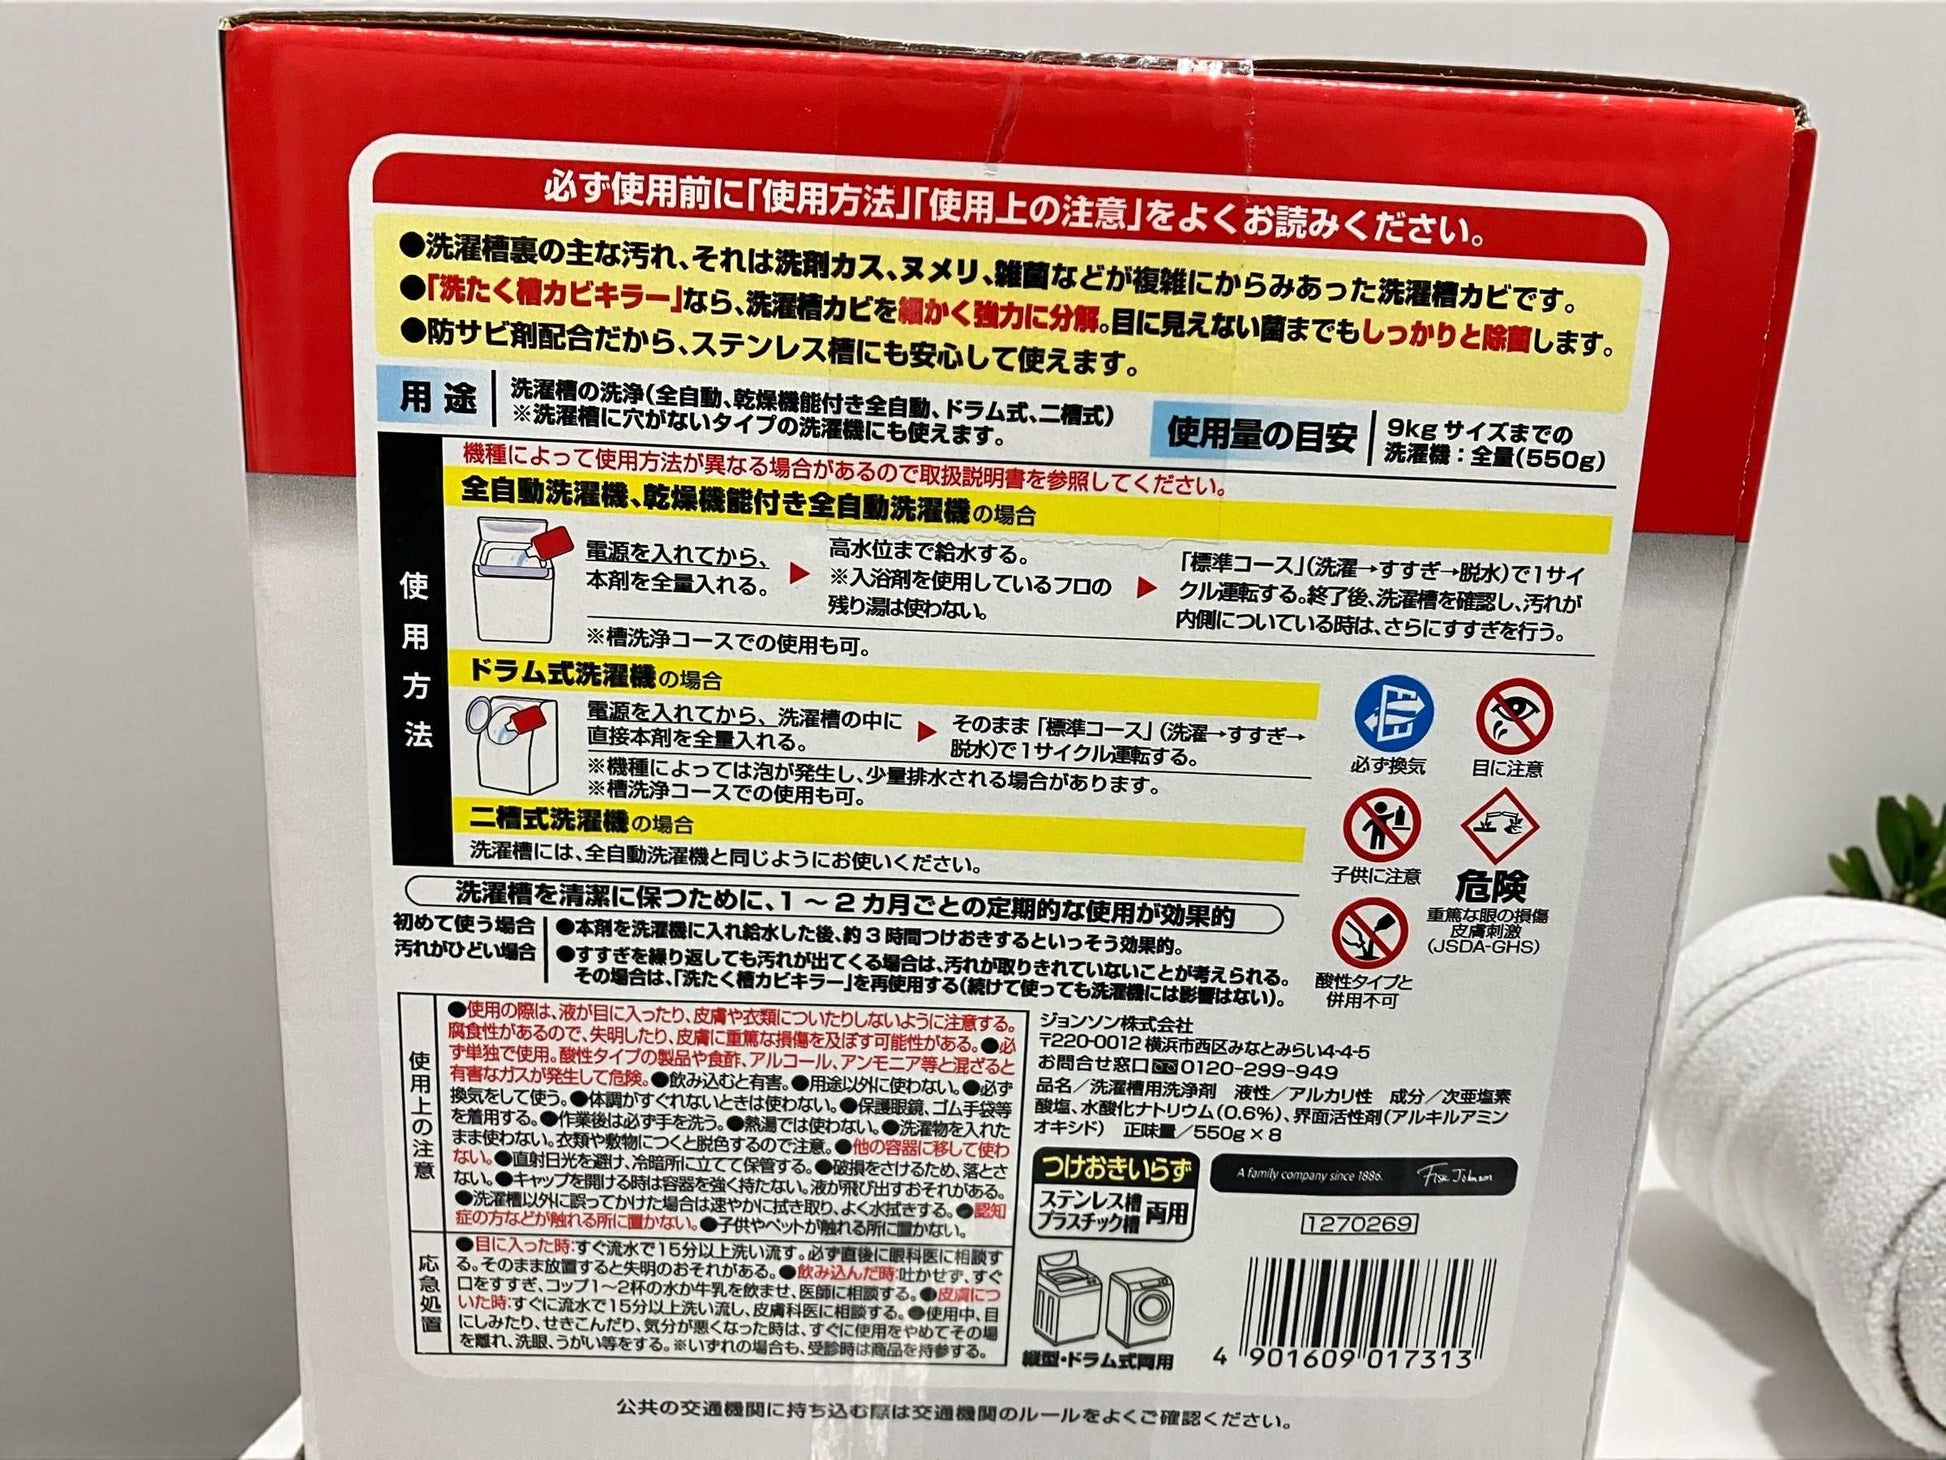 必ず使用前に「使用方法」「使用上の注意」をよくお読みください。
●洗濯槽裏の主な汚れ、それは洗剤カス、ヌメリ、雑菌などが複雑にからみあった洗濯槽カビです。
●「洗たく槽カビキラー」なら、洗濯槽カビを細かく強力に分解。目に見えない菌までもしっかりと除菌します。
●防サビ剤配合だから、ステンレス槽にも安心して使えます。
用途
洗濯槽の洗浄(全自動、乾燥機能付き全自動、ドラム式、二槽式)
※洗濯槽に穴がないタイプの洗濯機にも使えます。
使用量の目安
9kgサイズまでの
洗濯機:全量(550g)
使用方法
機種によって使用方法が異なる場合があるので取扱説明書を参照してください。
全自動洗濯機、乾燥機能付き全自動洗濯機の場合
電源を入れてから、
本剤を全量入れる。
高水位まで給水する。
※入浴剤を使用しているフロの
残り湯は使わない。
「標準コース」(洗濯→すすぎ→脱水)で1サイ
クル運転する。終了後、洗濯槽を確認し、汚れが
内側についている時は、さらにすすぎを行う。
※槽洗浄コースでの使用も可。
ドラム式洗濯機の場合
電源を入れてから、洗濯槽の中に
直接本剤を全量入れる。
そのまま「標準コース」(洗濯→すすぎ→
脱水)で1サイクル運転する。
※機種によっては泡が発生し、少量排水される場合があります。
※槽洗浄コースでの使用も可。
二槽式洗濯機の場合
洗濯槽には、全自動洗濯機と同じようにお使いください。
必ず換気
目に注意
子供に注意
危険
重篤な眼の損傷
皮膚刺激
(JSDA-GHS)
酸性タイプと
併用不可
洗濯槽を清潔に保つために、1~2カ月ごとの定期的な使用が効果的
初めて使う場合
汚れがひどい場合
●本剤を洗濯機に入れ給水した後、約3時間つけおきするといっそう効果的。
●すすぎを繰り返しても汚れが出てくる場合は、汚れが取りきれていないことが考えられる。
その場合は、「洗たく槽カビキラー」を再使用する(続けて使っても洗濯機には影響はない)。
使用上の注意
●使用の際は、液が目に入ったり、皮膚や衣類についたりしないように注意する。
腐食性があるので、失明したり、皮膚に重篤な損傷を及ぼす可能性がある。●必
ず単独で使用。酸性タイプの製品や食酢、アルコール、アンモニア等と混ざると
有害なガスが発生して危険。●飲み込むと有害。●用途以外に使わない。●必ず
換気をして使う。●体調がすぐれないときは使わない。●保護眼鏡、ゴム手袋等
を着用する。●作業後は必ず手を洗う。●熱湯では使わない。●洗濯物を入れた
まま使わない。衣類や敷物につくと脱色するので注意。●他の容器に移して使わ
ない。●直射日光を避け、冷暗所に立てて保管する。●破損をさけるため、落とさ
ない。●キャップを開ける時は容器を強く持たない。液が飛び出すおそれがある。
●洗濯槽以外に誤ってかけた場合は速やかに拭き取り、よく水拭きする。●認知
症の方などが触れる所に置かない。●子供やペットが触れる所に置かない。
応急処置
●目に入った時:すぐ流水で15分以上洗い流す。必ず直後に眼科医に相談す
る。そのまま放置すると失明のおそれがある。●飲み込んだ時:吐かせず、すぐ
口をすすぎ、コップ1~2杯の水か牛乳を飲ませ、医師に相談する。●皮膚につ
いた時:すぐに流水で15分以上洗い流し、皮膚科医に相談する。●使用中、目
にしみたり、せきこんだり、気分が悪くなった時は、すぐに使用をやめてその場
を離れ、洗眼、うがい等をする。※いずれの場合も、受診時は商品を持参する。
ジョンソン株式会社
〒220-0012 横浜市西区みなとみらい4-4-5
お問合せ窓口 0120-299-949
品名/洗濯槽用洗浄剤 液性/アルカリ性 成分/次亜塩素
酸塩、水酸化ナトリウム(0.6%)、界面活性剤(アルキルアミン
オキシド) 正味量/550g×8
つけおきいらず
ステンレス槽
プラスチック槽
両用
A family company since 1886.
Fisk Johnson
1270269
縦型・ドラム式両用
4 901609 017313
公共の交通機関に持ち込む際は交通機関のルールをよくご確認ください。